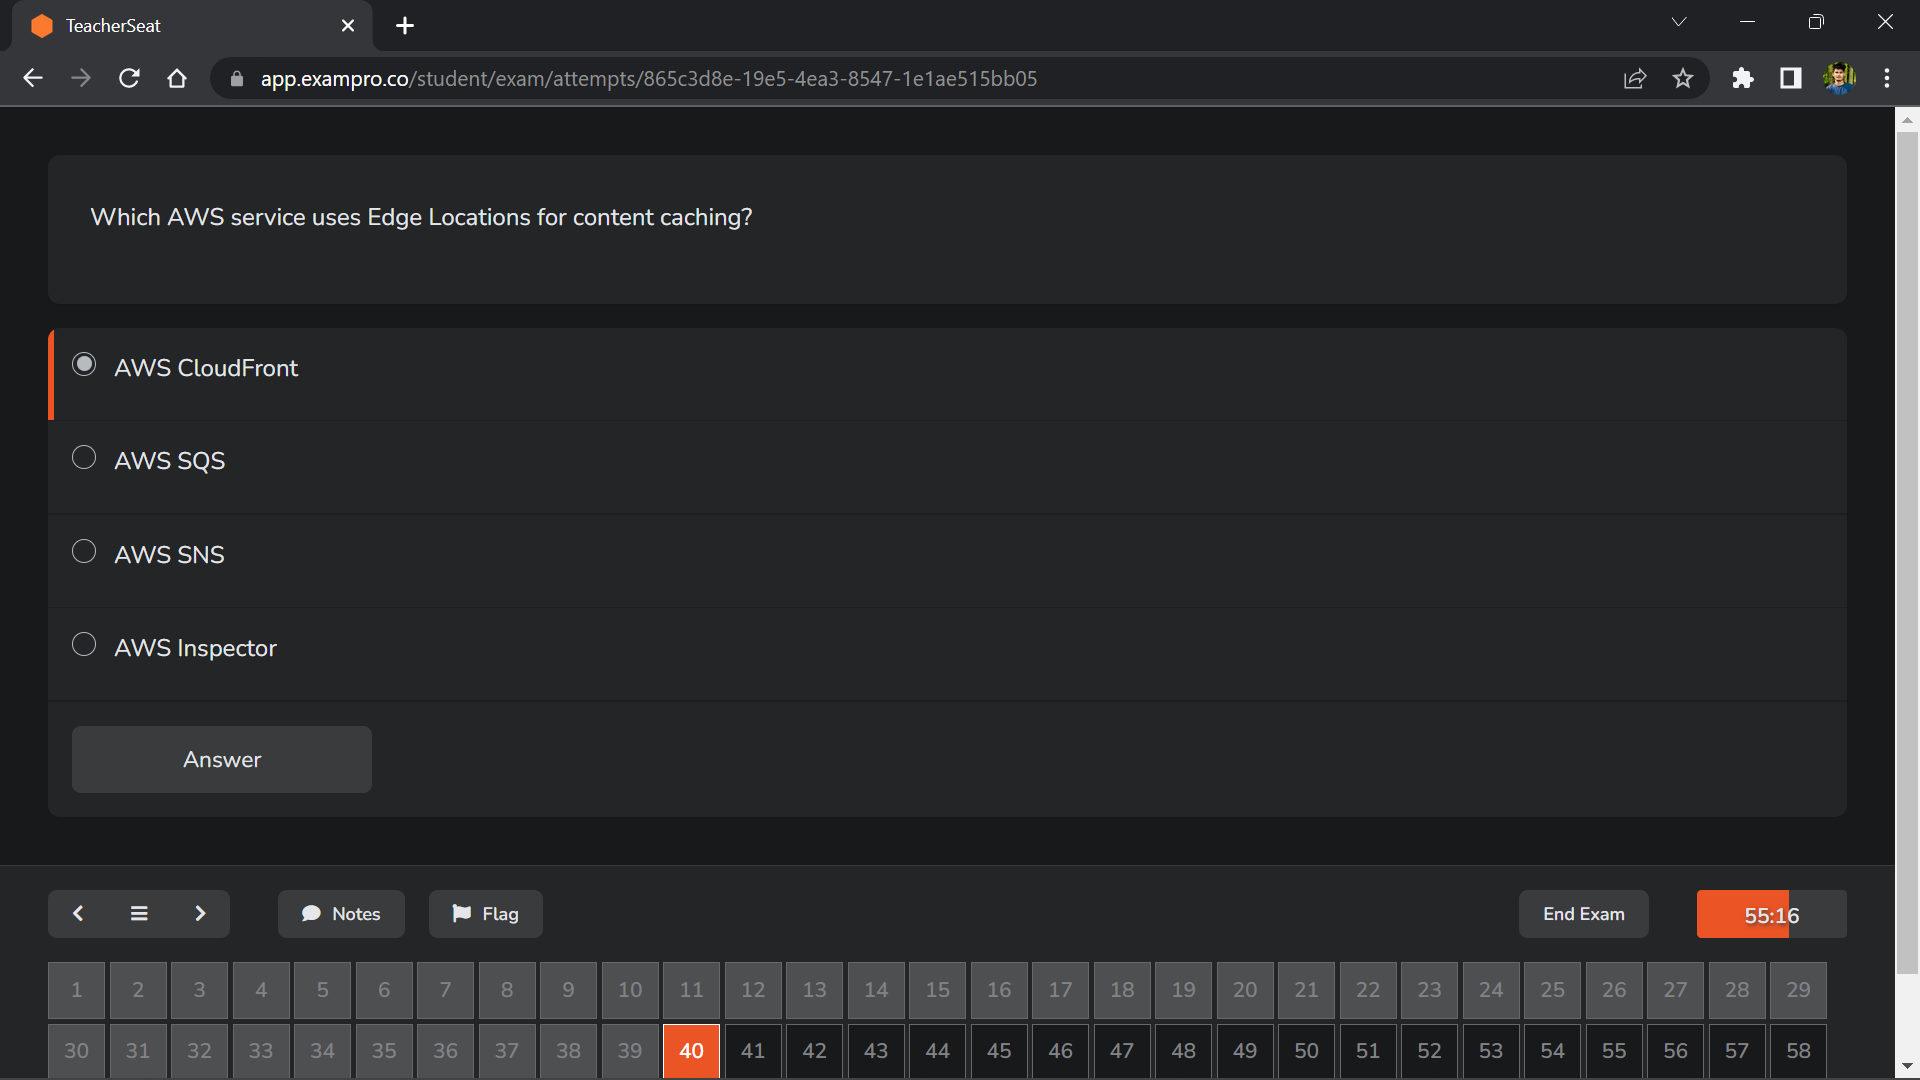 TeacherSeat
app.exampro.co/student/exam/attempts/865c3d8e-19e5-4ea3-8547-1e1ae515bb05
Which AWS service uses Edge Locations for content caching?
AWS CloudFront
AWS SQS
AWS SNS
AWS Inspector
Answer
Notes Flag End Exam 55:16
1 2 3 4 5 6 7 8 9 10 11 12 13 14 15 16 17 18 19 20 21 22 23 24 25 26 27 28 29
30 31 32 33 34 35 36 37 38 39 40 41 42 43 44 45 46 47 48 49 50 51 52 53 54 55 56 57 58